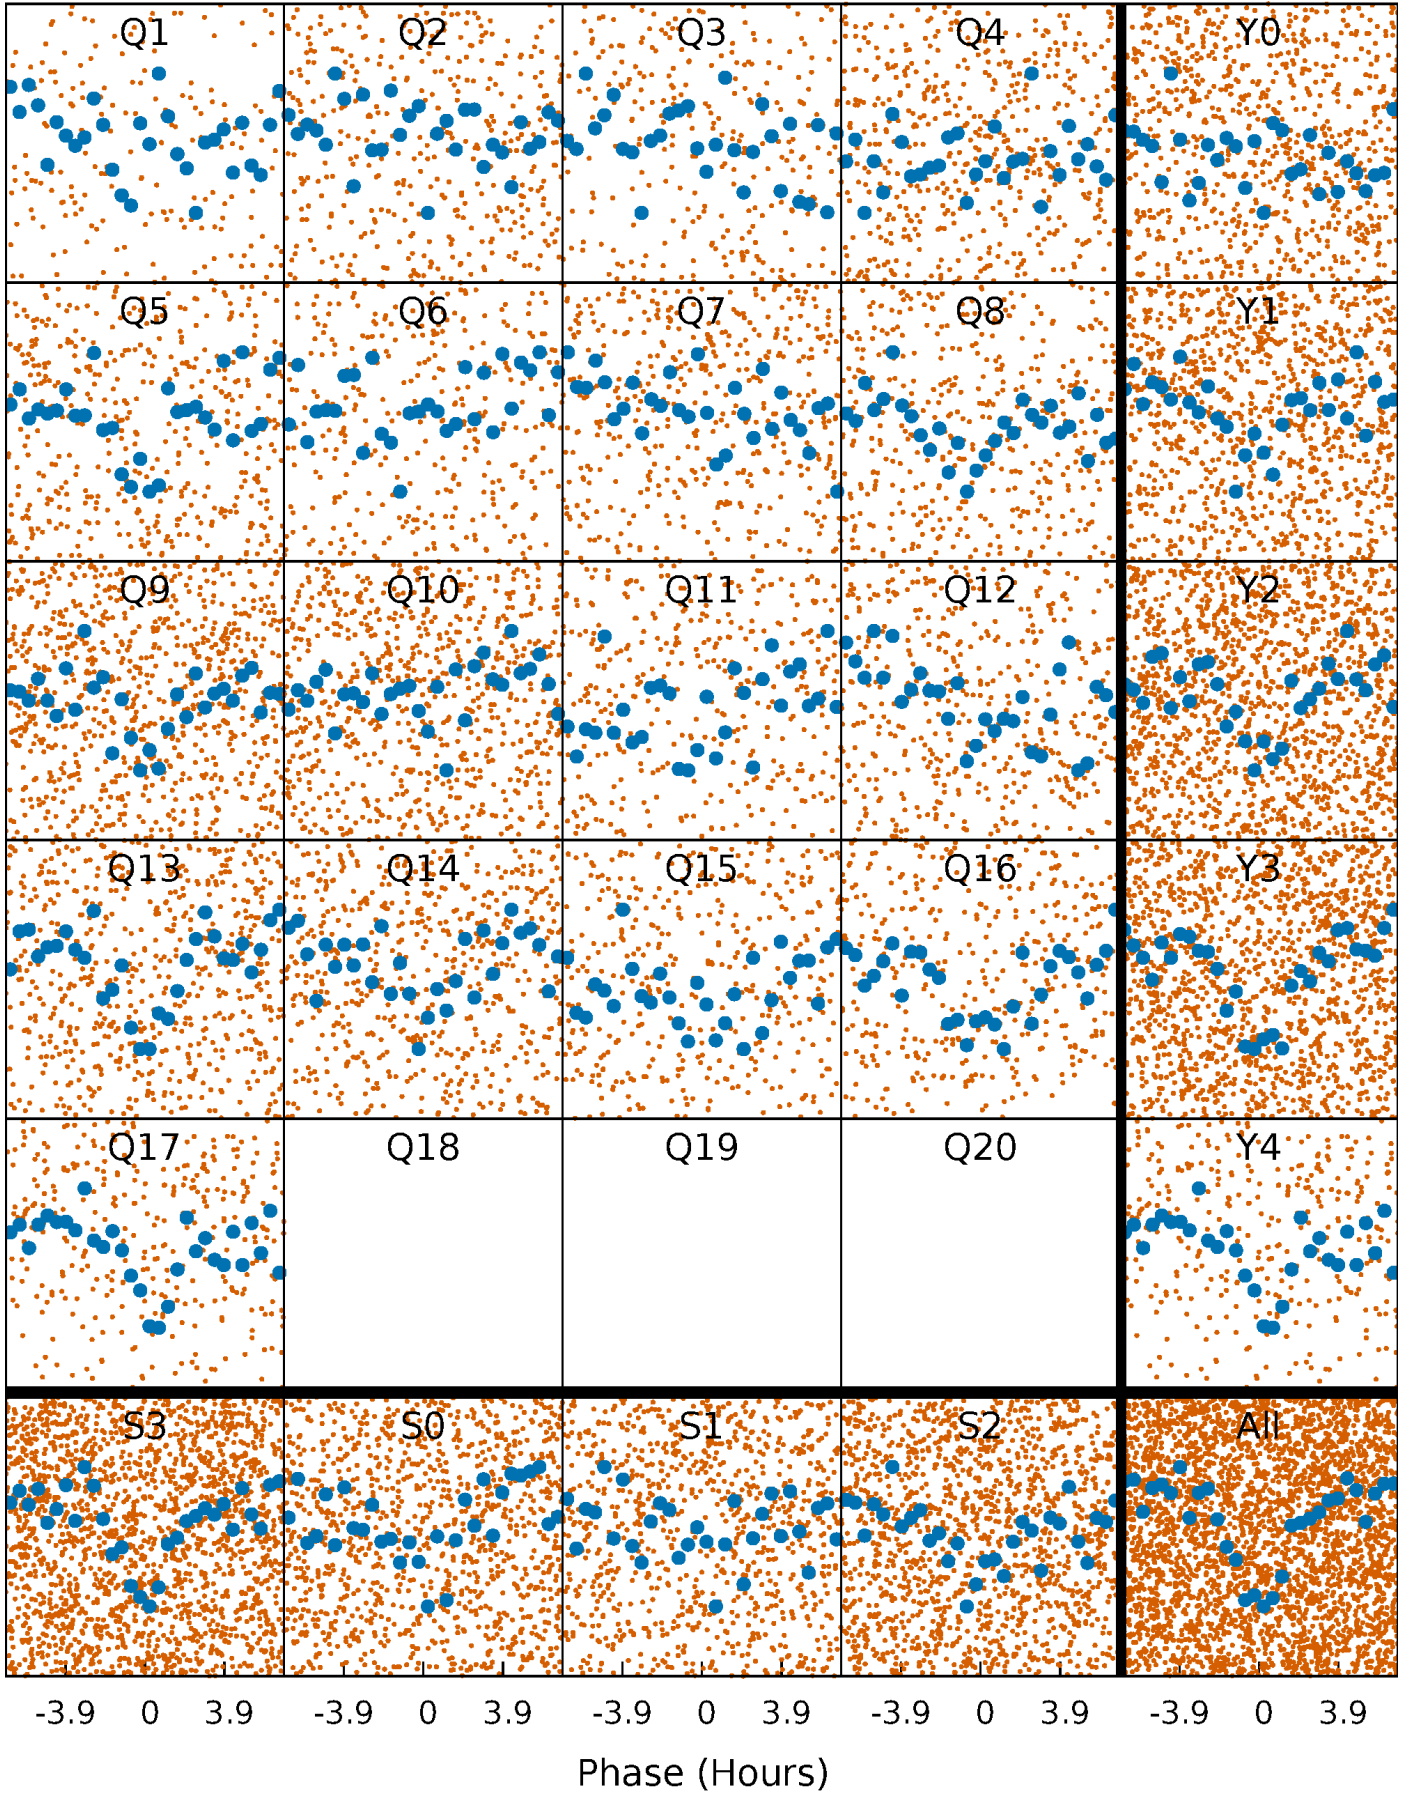 Q1 Q2 Q3 Q4 Y0
Q5 Q6 Q7 Q8 Y1
Q9 Q10 Q11 Q12 Y2
Q13 Q14 Q15 Q16 Y3
Q17 Q18 Q19 Q20 Y4
S3 S0 S1 S2 All
-3.9 0 3.9 -3.9 0 3.9 -3.9 0 3.9 -3.9 0 3.9 -3.9 0 3.9
Phase (Hours)